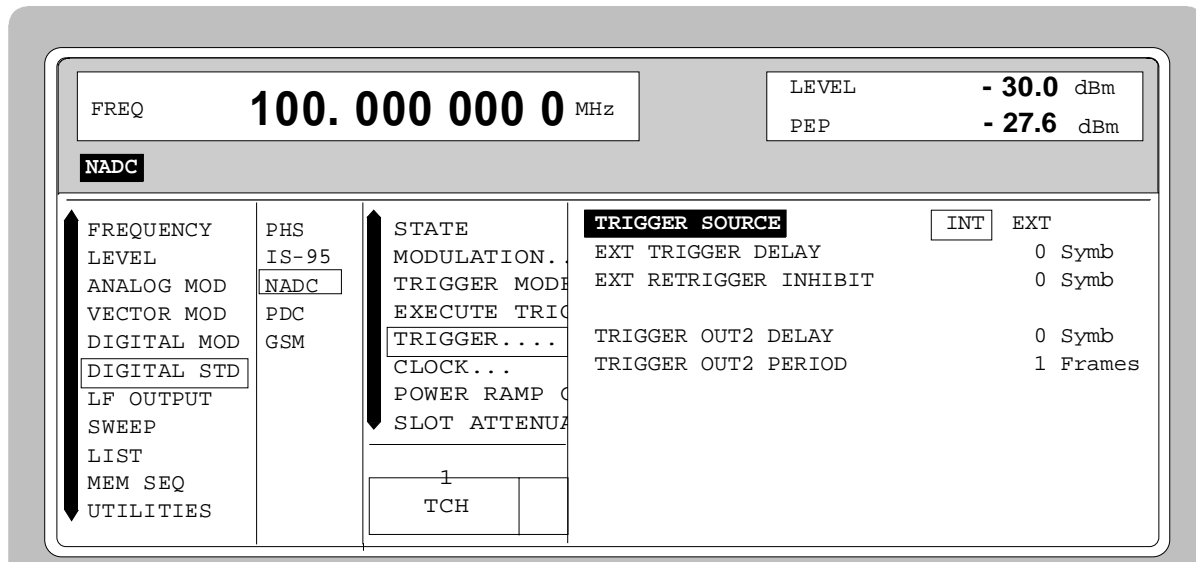 FREQ 100. 000 000 0 MHz
LEVEL - 30.0 dBm
PEP - 27.6 dBm
NADC
FREQUENCY
LEVEL
ANALOG MOD
VECTOR MOD
DIGITAL MOD
DIGITAL STD
LF OUTPUT
SWEEP
LIST
MEM SEQ
UTILITIES
PHS
IS-95
NADC
PDC
GSM
STATE
MODULATION..
TRIGGER MODE
EXECUTE TRIG
TRIGGER....
CLOCK...
POWER RAMP C
SLOT ATTENUA
1
TCH
TRIGGER SOURCE INT EXT
EXT TRIGGER DELAY 0 Symb
EXT RETRIGGER INHIBIT 0 Symb
TRIGGER OUT2 DELAY 0 Symb
TRIGGER OUT2 PERIOD 1 Frames